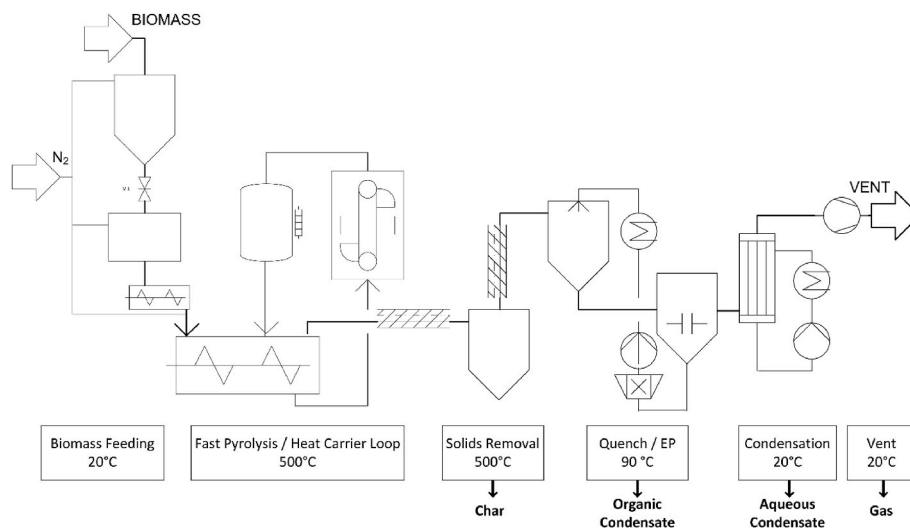 BIOMASS
N2
VENT
Biomass Feeding
20°C
Fast Pyrolysis / Heat Carrier Loop
500°C
Solids Removal
500°C
Quench / EP
90 °C
Condensation
20°C
Vent
20°C
Char
Organic
Condensate
Aqueous
Condensate
Gas